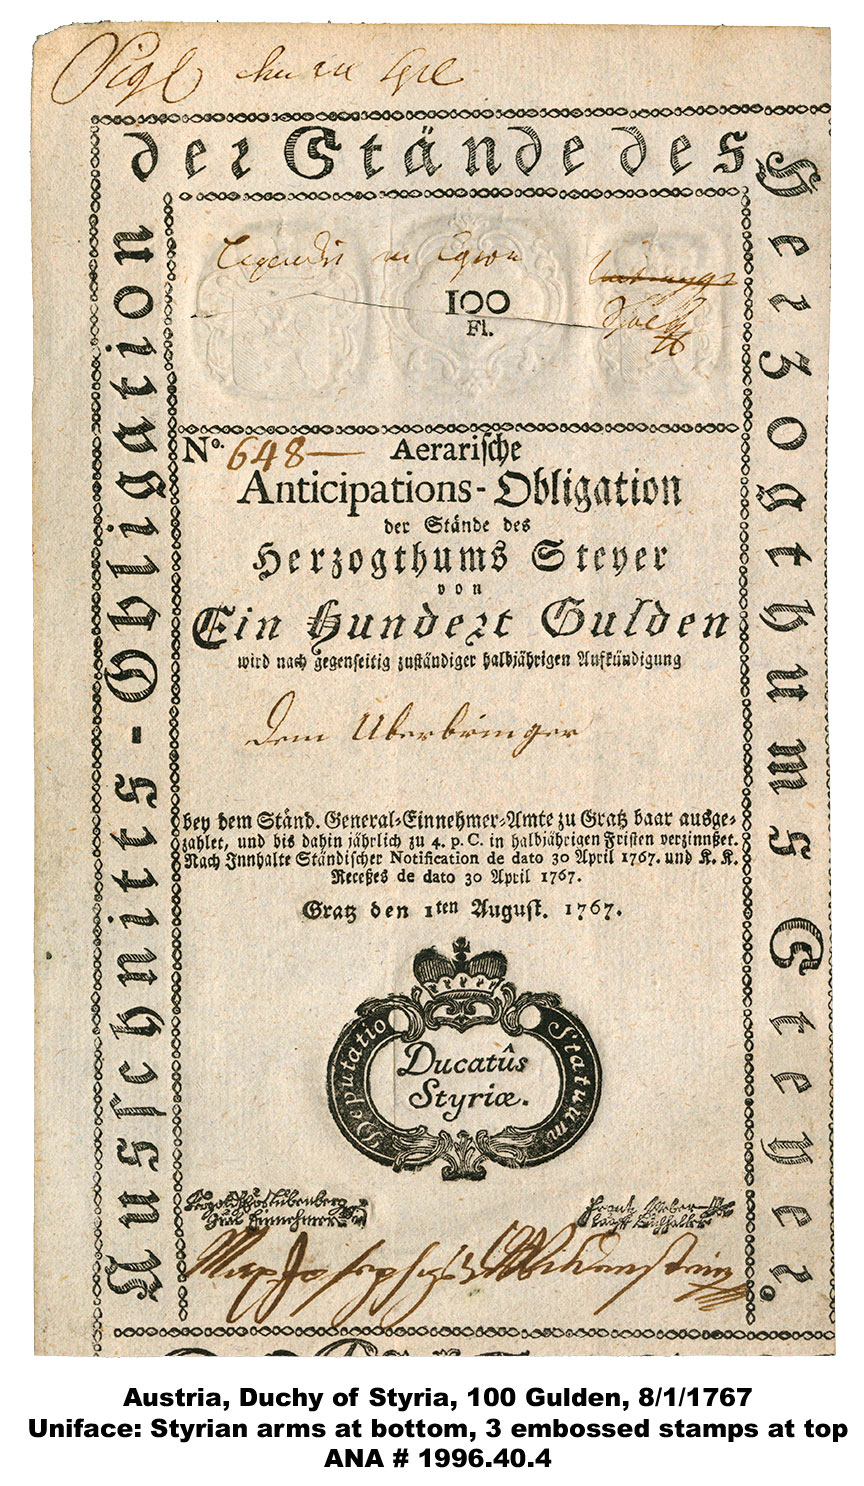 Ausschnitts-Obligation der Stände des Herzogthums Steyer.
100
Fl.
No. 648 Aerarische
Anticipations-Obligation
der Stände des
Herzogthums Steyer
von
Ein Hundert Gulden
wird nach gegenseitig zuständiger halbjährigen Aufkündigung
dem Uberbringer
bey dem Ständ. General-Einnehmer-Amte zu Gratz baar ausge-
zahlet, und bis dahin jährlich zu 4. p. C. in halbjährigen Fristen verzinnßet.
Nach Innhalte Ständischer Notification de dato 30 April 1767. und K. K.
Receßes de dato 30 April 1767.
Gratz den 1ten August. 1767.
Deputatio Statuum
Ducatûs
Styriæ.
Austria, Duchy of Styria, 100 Gulden, 8/1/1767
Uniface: Styrian arms at bottom, 3 embossed stamps at top
ANA # 1996.40.4